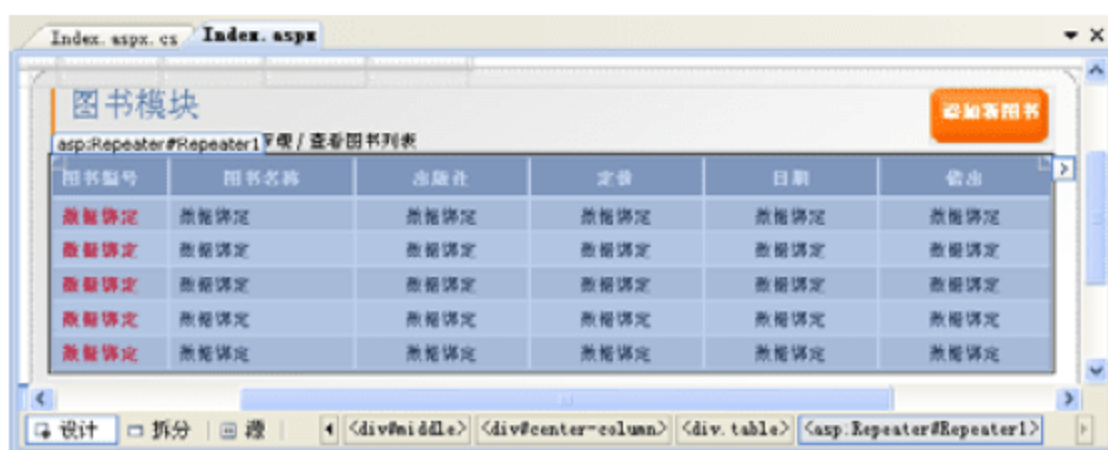 Index.aspx.cs Index.aspx
图书模块
添加新图书
asp:Repeater#Repeater1 管理 / 查看图书列表
图书编号 图书名称 出版社 定价 日期 借出
数据绑定 数据绑定 数据绑定 数据绑定 数据绑定 数据绑定
数据绑定 数据绑定 数据绑定 数据绑定 数据绑定 数据绑定
数据绑定 数据绑定 数据绑定 数据绑定 数据绑定 数据绑定
数据绑定 数据绑定 数据绑定 数据绑定 数据绑定 数据绑定
数据绑定 数据绑定 数据绑定 数据绑定 数据绑定 数据绑定
设计 拆分 源 <div#middle> <div#center-column> <div.table> <asp:Repeater#Repeater1>